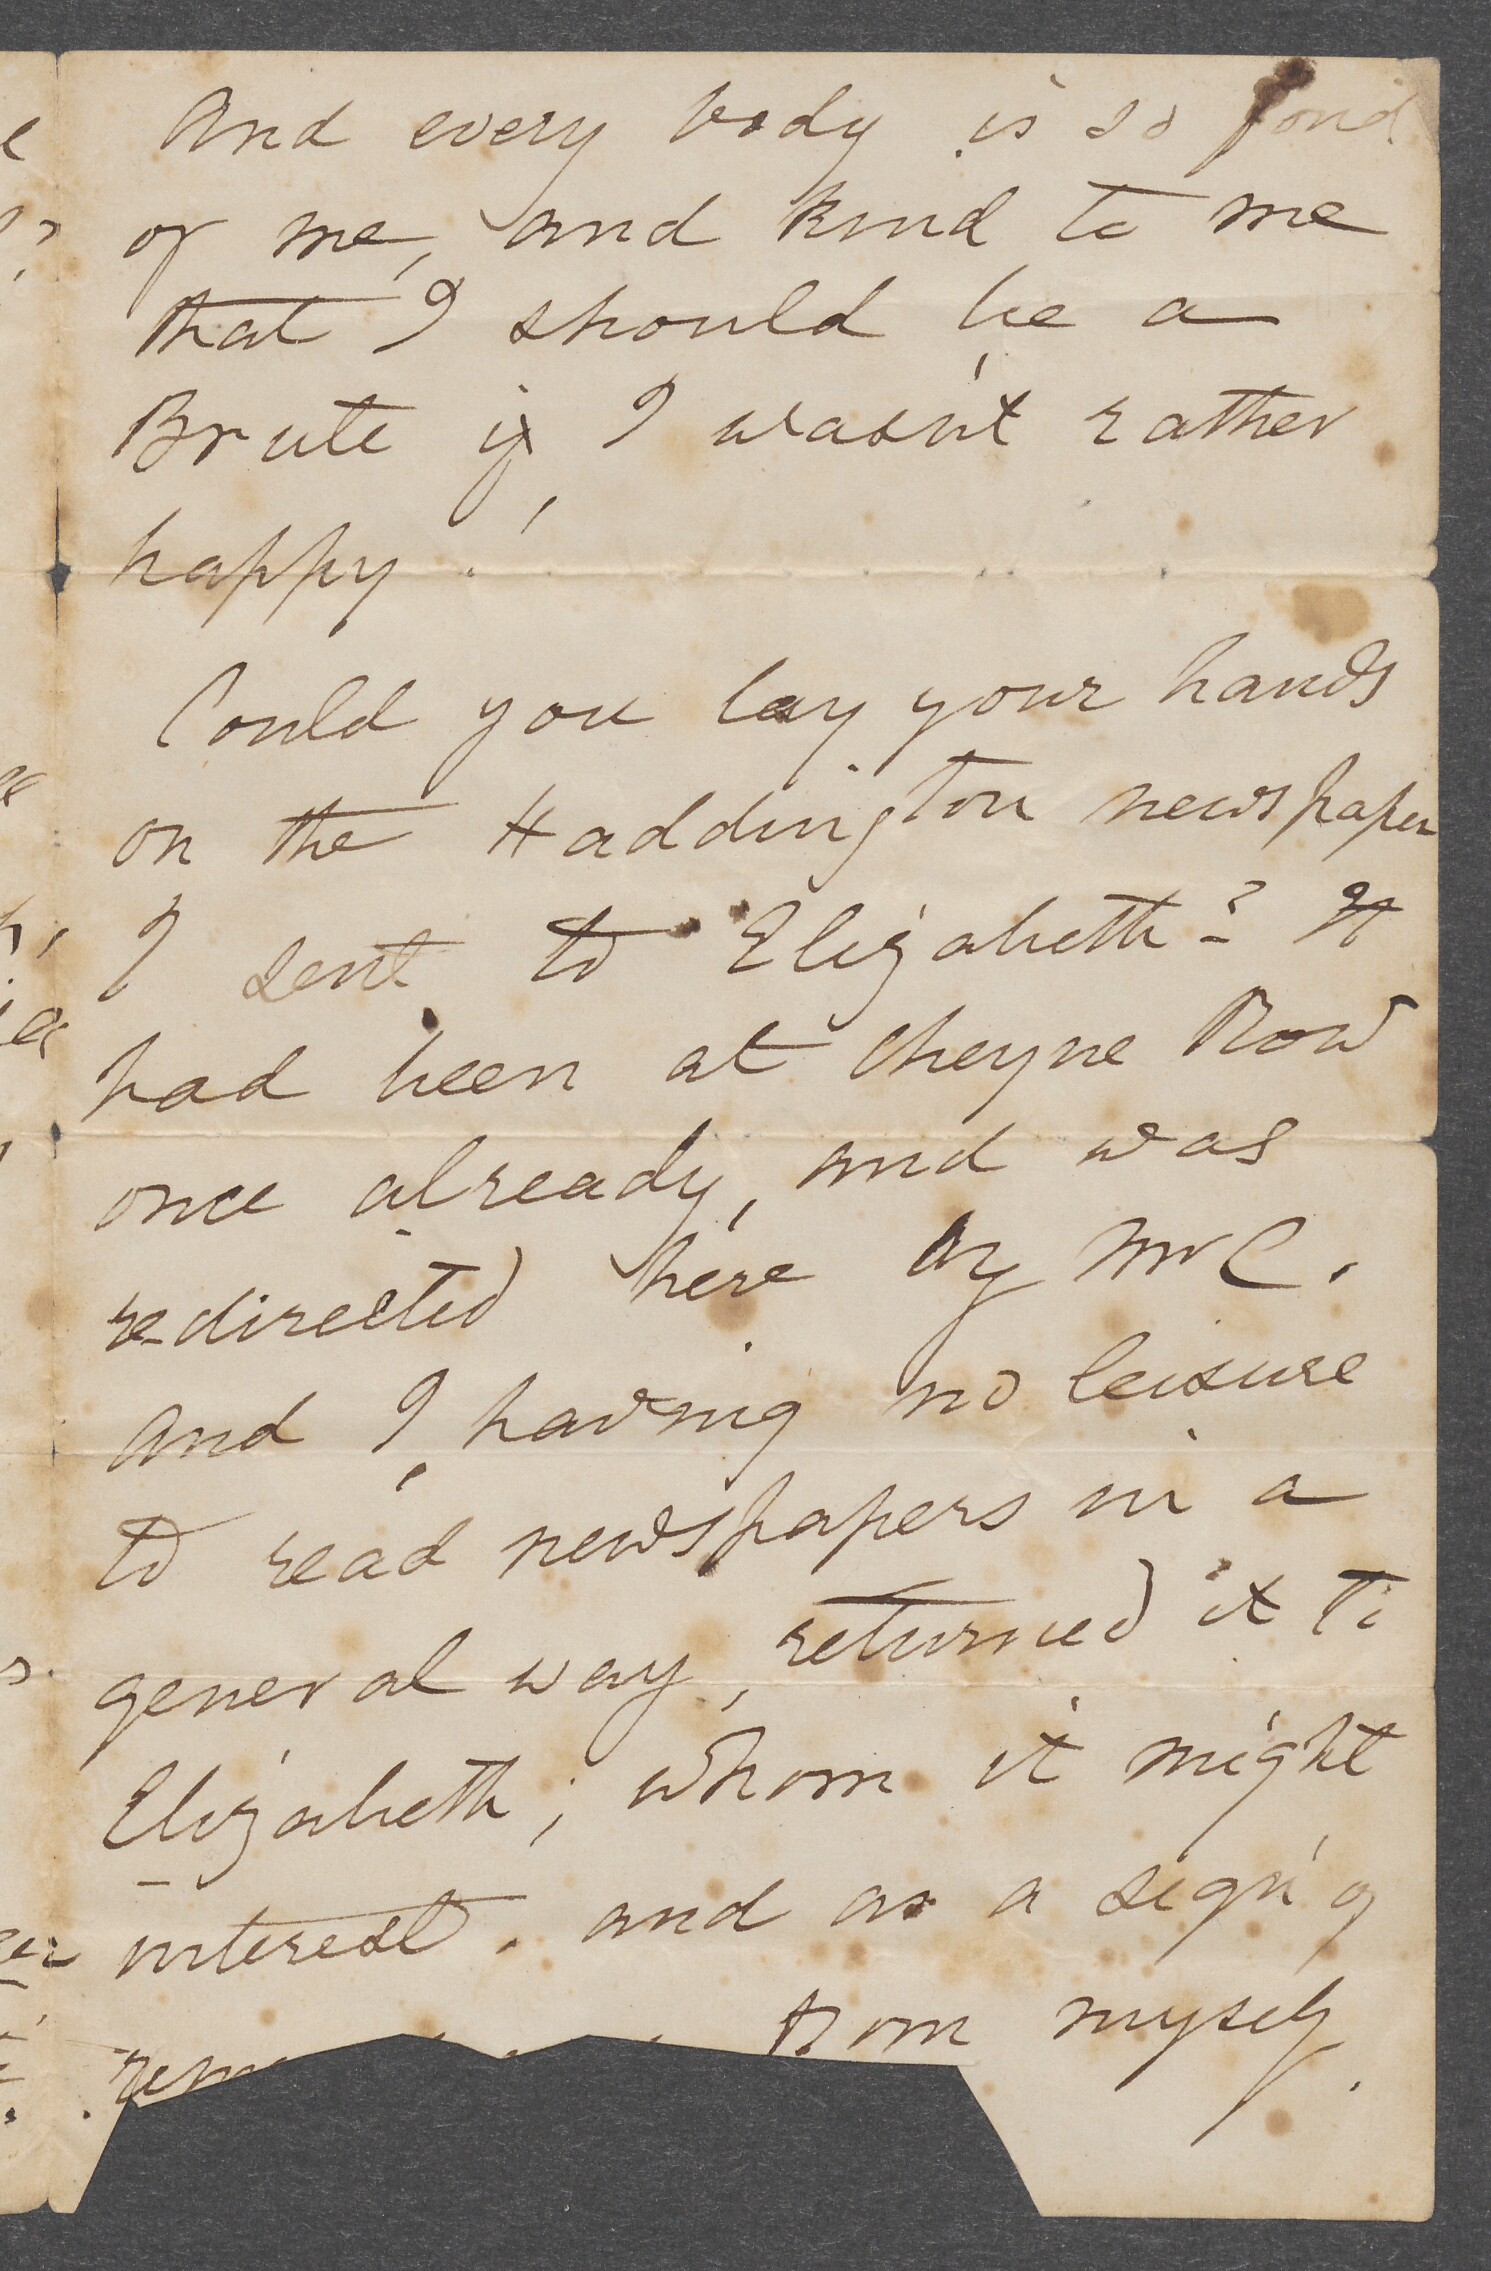 And every body is so fond
of me, and kind to me
that I should be a
Brute if I wasn't rather
happy!
Could you lay your hands
on the Haddington newspaper
I sent to Elizabeth? It
had been at Cheyne Row
once already, and was
redirected here by Mr C.
And I, having no leisure
to read newspapers in a
general way, returned it to
Elizabeth; whom it might
interest. and as a sign of
from myself.